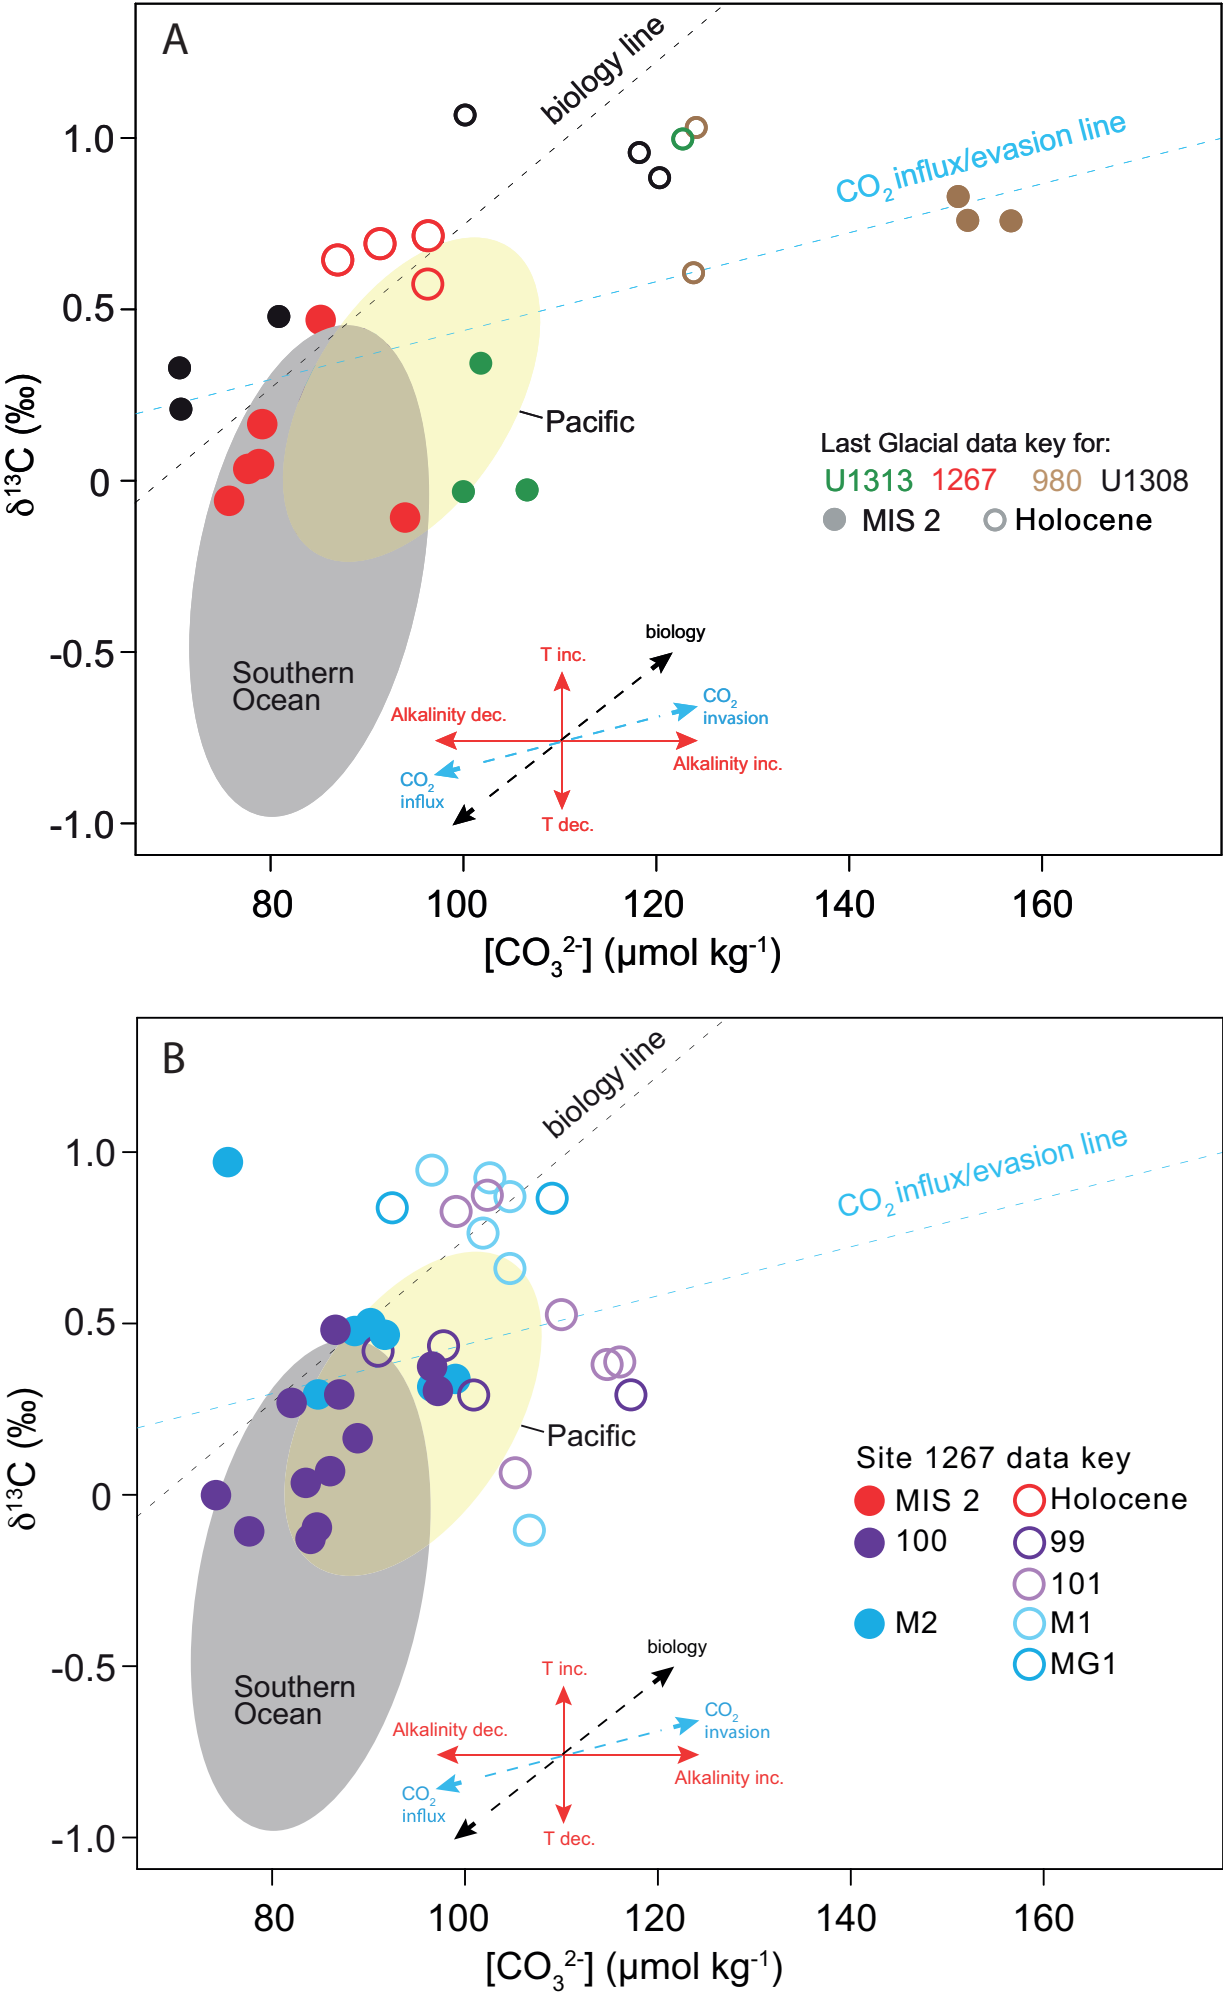 A
biology line
CO2 influx/evasion line
1.0
0.5
0
-0.5
-1.0
δ13C (‰)
Pacific
Last Glacial data key for:
U1313 1267 980 U1308
MIS 2 Holocene
Southern
Ocean
biology
T inc.
CO2
invasion
Alkalinity dec.
Alkalinity inc.
CO2
influx
T dec.
80 100 120 140 160
[CO32-] (µmol kg-1)
B
biology line
CO2 influx/evasion line
1.0
0.5
0
-0.5
-1.0
δ13C (‰)
Pacific
Site 1267 data key
MIS 2 Holocene
100 99
101
M2 M1
MG1
Southern
Ocean
biology
T inc.
CO2
invasion
Alkalinity dec.
Alkalinity inc.
CO2
influx
T dec.
80 100 120 140 160
[CO32-] (µmol kg-1)